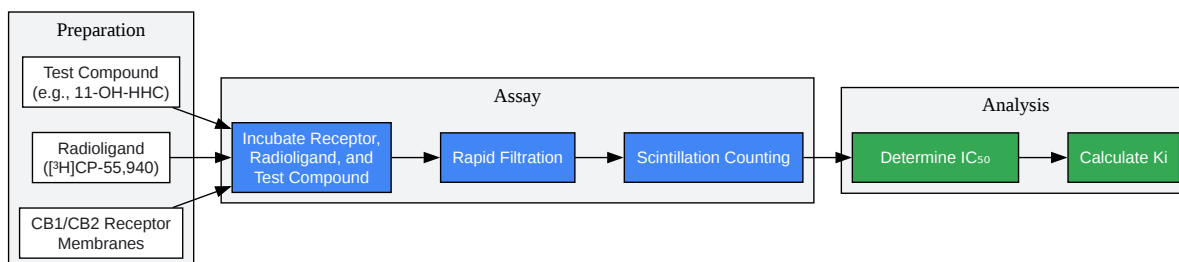 Preparation
Test Compound
(e.g., 11-OH-HHC)
Radioligand
([³H]CP-55,940)
CB1/CB2 Receptor
Membranes
Assay
Incubate Receptor,
Radioligand, and
Test Compound
Rapid Filtration
Scintillation Counting
Analysis
Determine IC₅₀
Calculate Ki